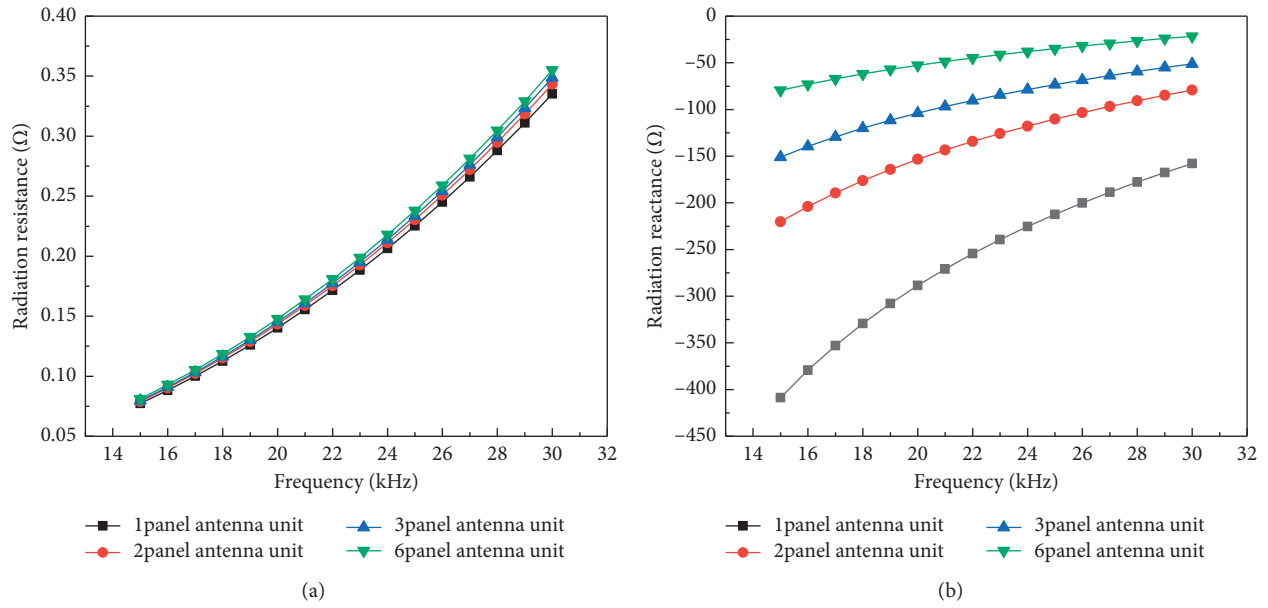 0.40
0.35
0.30
0.25
0.20
0.15
0.10
0.05
Radiation resistance (Ω)
14 16 18 20 22 24 26 28 30 32
Frequency (kHz)
1panel antenna unit
2panel antenna unit
3panel antenna unit
6panel antenna unit
(a)
0
−50
−100
−150
−200
−250
−300
−350
−400
−450
Radiation reactance (Ω)
14 16 18 20 22 24 26 28 30 32
Frequency (kHz)
1panel antenna unit
2panel antenna unit
3panel antenna unit
6panel antenna unit
(b)